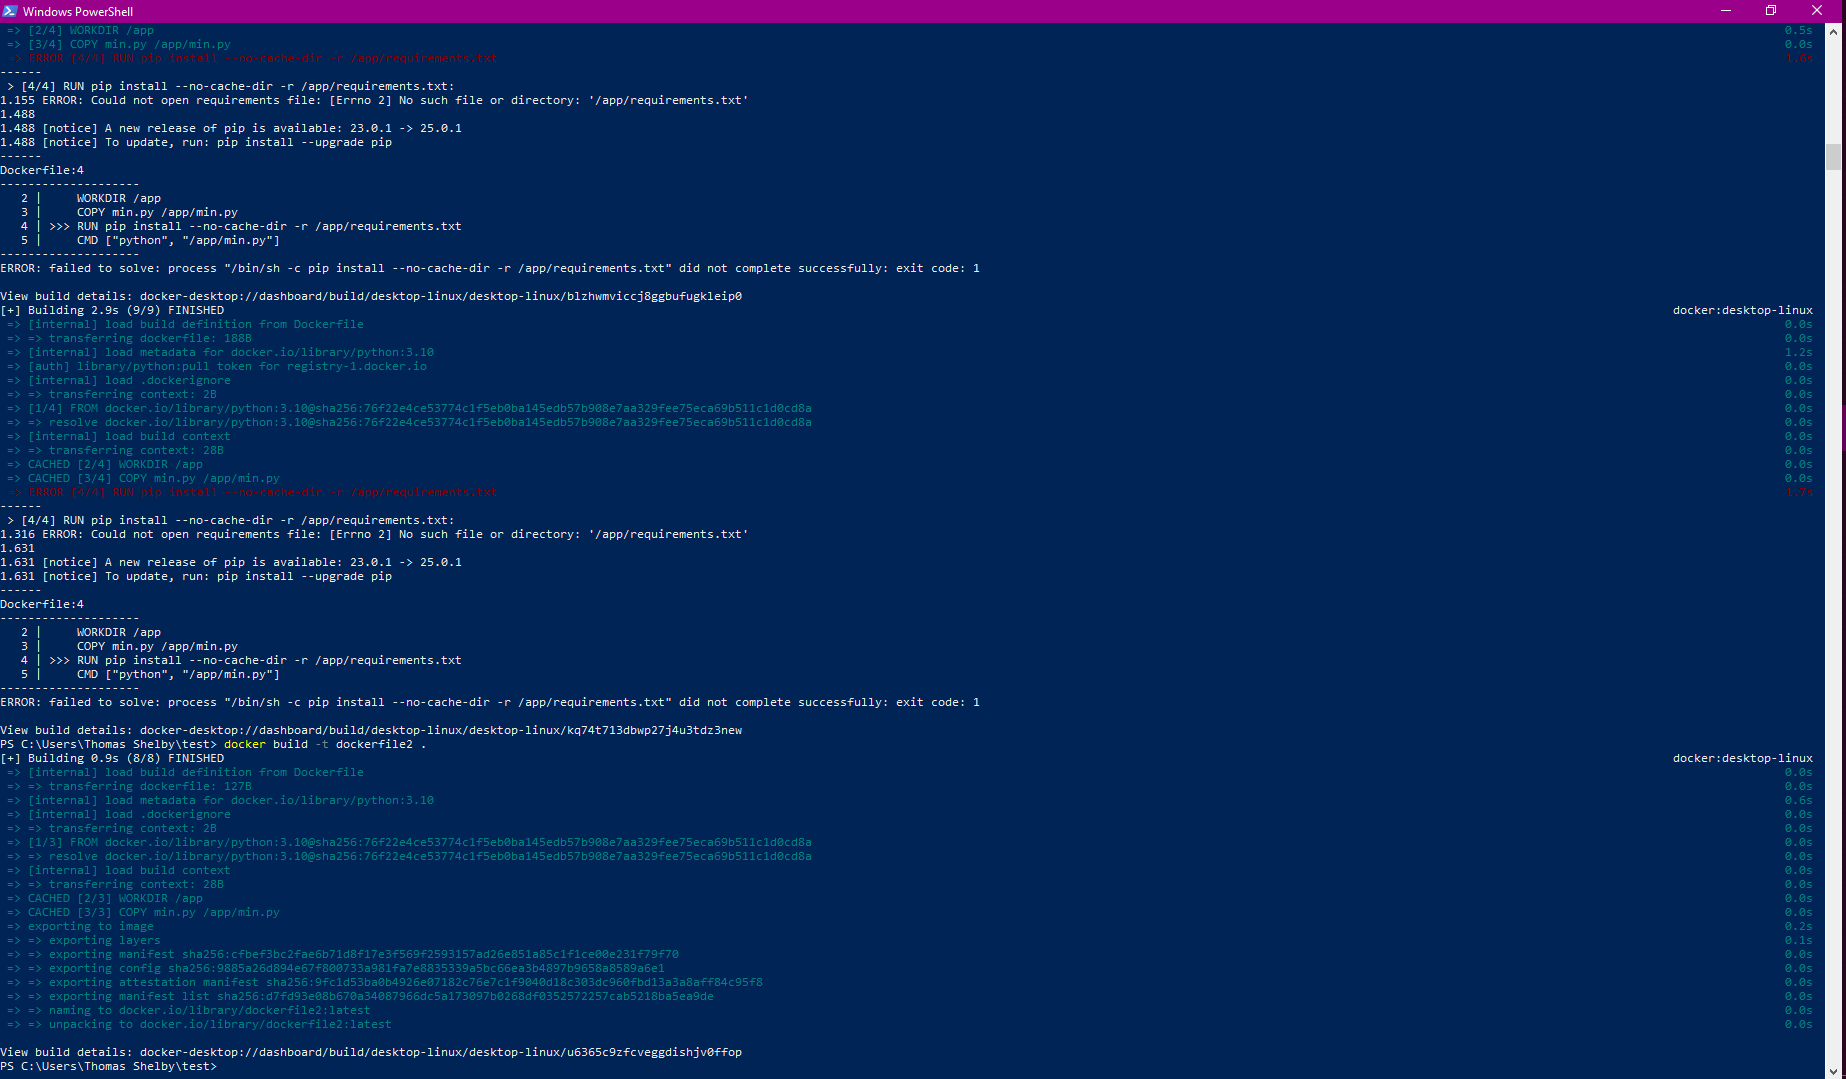 Windows PowerShell
=> [2/4] WORKDIR /app 0.5s
=> [3/4] COPY min.py /app/min.py 0.0s
=> ERROR [4/4] RUN pip install --no-cache-dir -r /app/requirements.txt 1.6s
------
> [4/4] RUN pip install --no-cache-dir -r /app/requirements.txt:
1.155 ERROR: Could not open requirements file: [Errno 2] No such file or directory: '/app/requirements.txt'
1.488
1.488 [notice] A new release of pip is available: 23.0.1 -> 25.0.1
1.488 [notice] To update, run: pip install --upgrade pip
------
Dockerfile:4
--------------------
2 | WORKDIR /app
3 | COPY min.py /app/min.py
4 | >>> RUN pip install --no-cache-dir -r /app/requirements.txt
5 | CMD ["python", "/app/min.py"]
--------------------
ERROR: failed to solve: process "/bin/sh -c pip install --no-cache-dir -r /app/requirements.txt" did not complete successfully: exit code: 1
View build details: docker-desktop://dashboard/build/desktop-linux/desktop-linux/blzhwmviccj8ggbufugkleip0
[+] Building 2.9s (9/9) FINISHED docker:desktop-linux
=> [internal] load build definition from Dockerfile 0.0s
=> => transferring dockerfile: 188B 0.0s
=> [internal] load metadata for docker.io/library/python:3.10 1.2s
=> [auth] library/python:pull token for registry-1.docker.io 0.0s
=> [internal] load .dockerignore 0.0s
=> => transferring context: 2B 0.0s
=> [1/4] FROM docker.io/library/python:3.10@sha256:76f22e4ce53774c1f5eb0ba145edb57b908e7aa329fee75eca69b511c1d0cd8a 0.0s
=> => resolve docker.io/library/python:3.10@sha256:76f22e4ce53774c1f5eb0ba145edb57b908e7aa329fee75eca69b511c1d0cd8a 0.0s
=> [internal] load build context 0.0s
=> => transferring context: 28B 0.0s
=> CACHED [2/4] WORKDIR /app 0.0s
=> CACHED [3/4] COPY min.py /app/min.py 0.0s
=> ERROR [4/4] RUN pip install --no-cache-dir -r /app/requirements.txt 1.7s
------
> [4/4] RUN pip install --no-cache-dir -r /app/requirements.txt:
1.316 ERROR: Could not open requirements file: [Errno 2] No such file or directory: '/app/requirements.txt'
1.631
1.631 [notice] A new release of pip is available: 23.0.1 -> 25.0.1
1.631 [notice] To update, run: pip install --upgrade pip
------
Dockerfile:4
--------------------
2 | WORKDIR /app
3 | COPY min.py /app/min.py
4 | >>> RUN pip install --no-cache-dir -r /app/requirements.txt
5 | CMD ["python", "/app/min.py"]
--------------------
ERROR: failed to solve: process "/bin/sh -c pip install --no-cache-dir -r /app/requirements.txt" did not complete successfully: exit code: 1
View build details: docker-desktop://dashboard/build/desktop-linux/desktop-linux/kq74t713dbwp27j4u3tdz3new
PS C:\Users\Thomas Shelby\test> docker build -t dockerfile2 .
[+] Building 0.9s (8/8) FINISHED docker:desktop-linux
=> [internal] load build definition from Dockerfile 0.0s
=> => transferring dockerfile: 127B 0.0s
=> [internal] load metadata for docker.io/library/python:3.10 0.6s
=> [internal] load .dockerignore 0.0s
=> => transferring context: 2B 0.0s
=> [1/3] FROM docker.io/library/python:3.10@sha256:76f22e4ce53774c1f5eb0ba145edb57b908e7aa329fee75eca69b511c1d0cd8a 0.0s
=> => resolve docker.io/library/python:3.10@sha256:76f22e4ce53774c1f5eb0ba145edb57b908e7aa329fee75eca69b511c1d0cd8a 0.0s
=> [internal] load build context 0.0s
=> => transferring context: 28B 0.0s
=> CACHED [2/3] WORKDIR /app 0.0s
=> CACHED [3/3] COPY min.py /app/min.py 0.0s
=> exporting to image 0.2s
=> => exporting layers 0.1s
=> => exporting manifest sha256:cfbef3bc2fae6b71d8f17e3f569f2593157ad26e851a85c1f1ce00e231f79f70 0.0s
=> => exporting config sha256:9885a26d894e67f800733a981fa7e8835339a5bc66ea3b4897b9658a8589a6e1 0.0s
=> => exporting attestation manifest sha256:9fc1d53ba0b4926e07182c76e7c1f9040d18c303dc960fbd13a3a8aff84c95f8 0.0s
=> => exporting manifest list sha256:d7fd93e08b670a34087966dc5a173097b0268df0352572257cab5218ba5ea9de 0.0s
=> => naming to docker.io/library/dockerfile2:latest 0.0s
=> => unpacking to docker.io/library/dockerfile2:latest 0.0s
View build details: docker-desktop://dashboard/build/desktop-linux/desktop-linux/u6365c9zfcveggdishjv0ffop
PS C:\Users\Thomas Shelby\test>